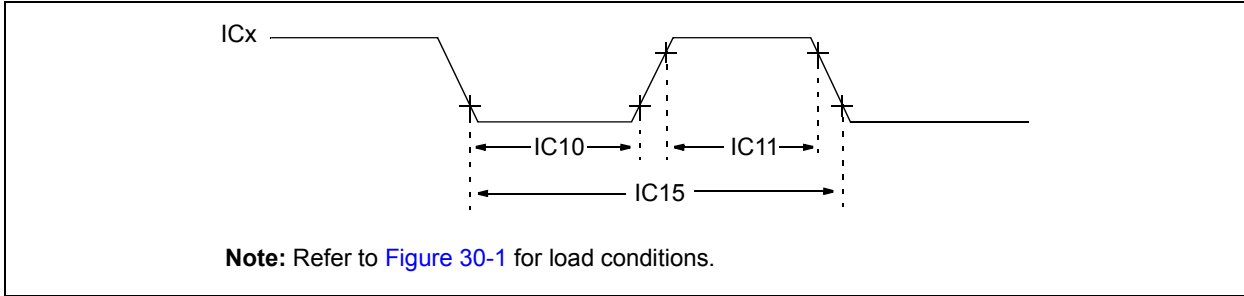 ICx
IC10
IC11
IC15
Note: Refer to Figure 30-1 for load conditions.